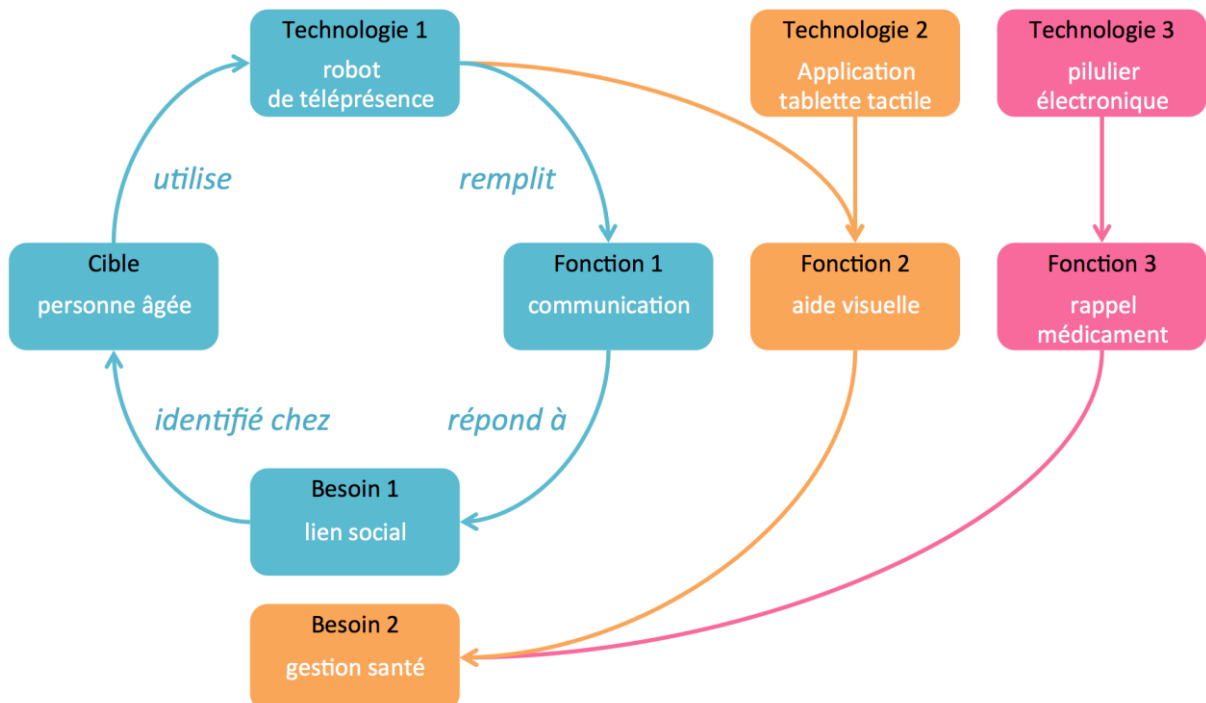 Technologie 1
robot
de téléprésence
Technologie 2
Application
tablette tactile
Technologie 3
pilulier
électronique
utilise
remplit
Cible
personne âgée
Fonction 1
communication
Fonction 2
aide visuelle
Fonction 3
rappel
médicament
identifié chez
répond à
Besoin 1
lien social
Besoin 2
gestion santé